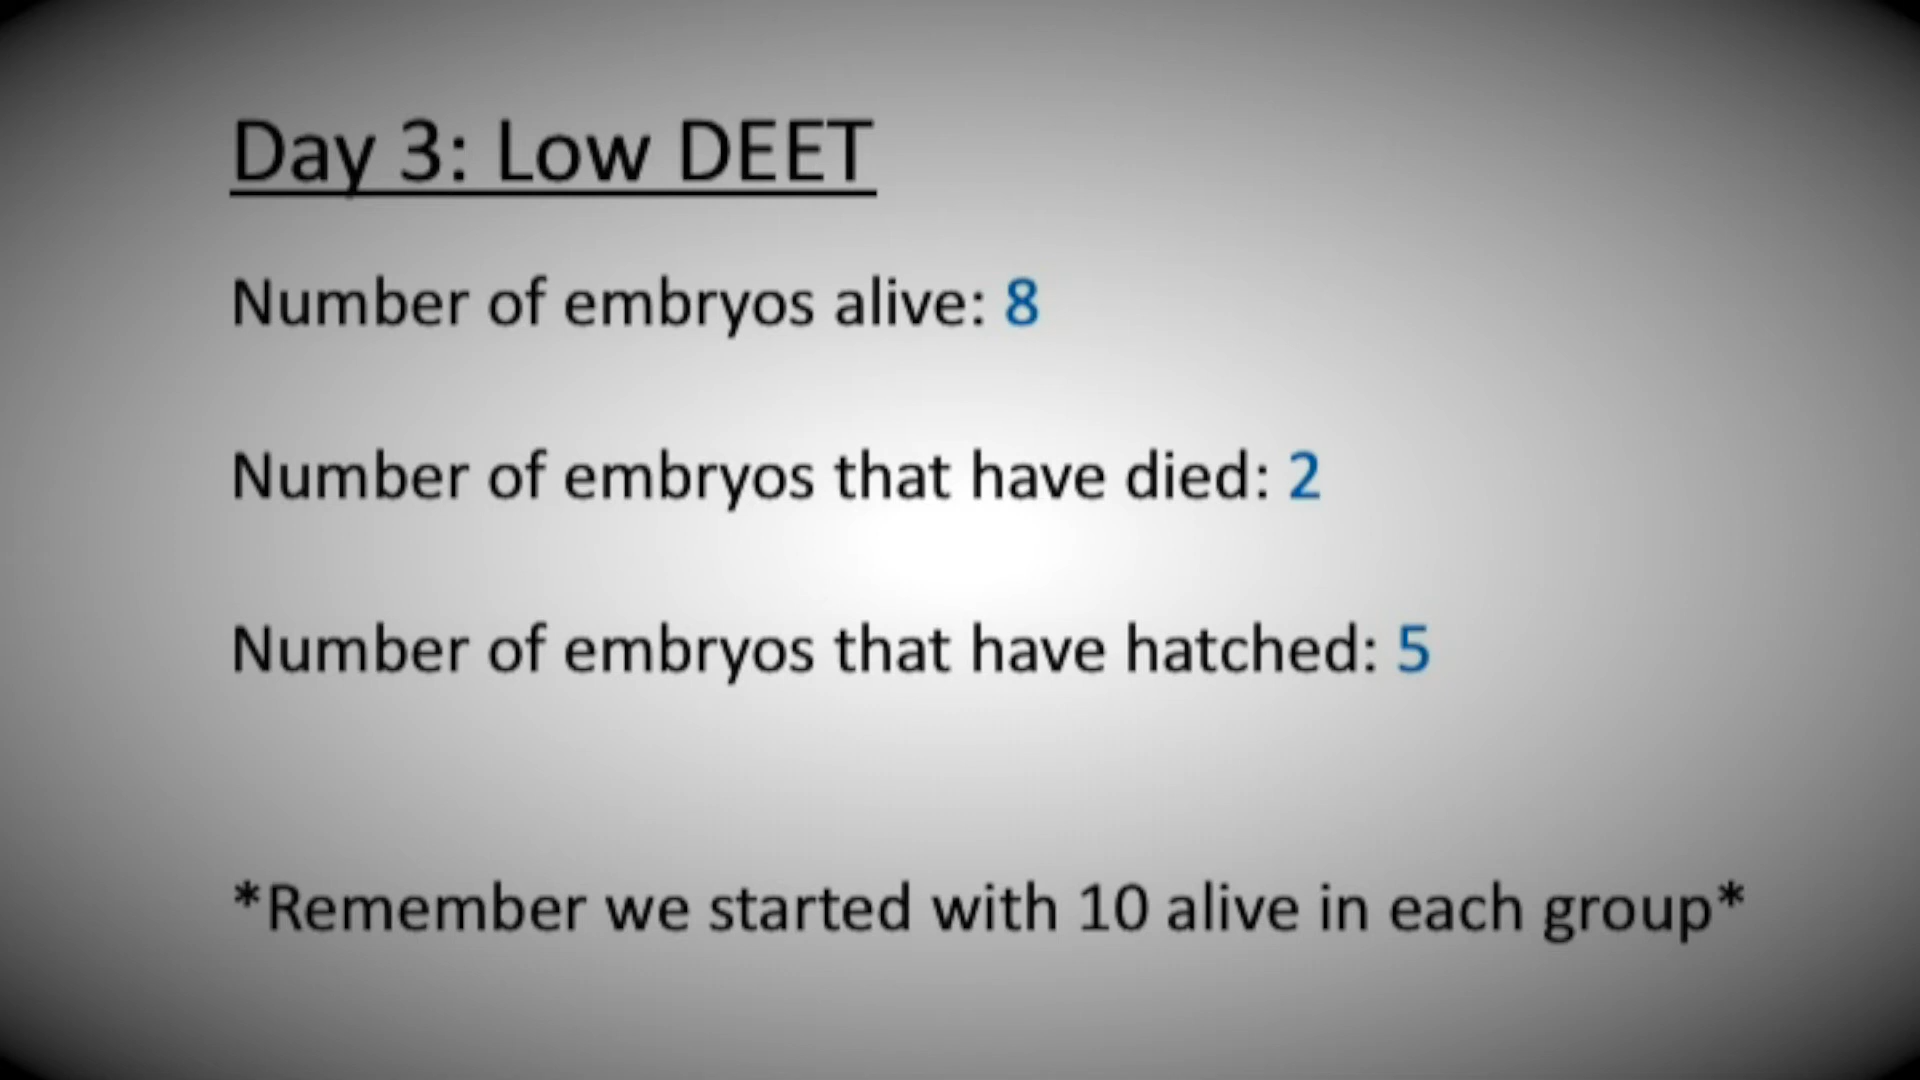 Day 3: Low DEET
Number of embryos alive: 8
Number of embryos that have died: 2
Number of embryos that have hatched: 5
*Remember we started with 10 alive in each group*